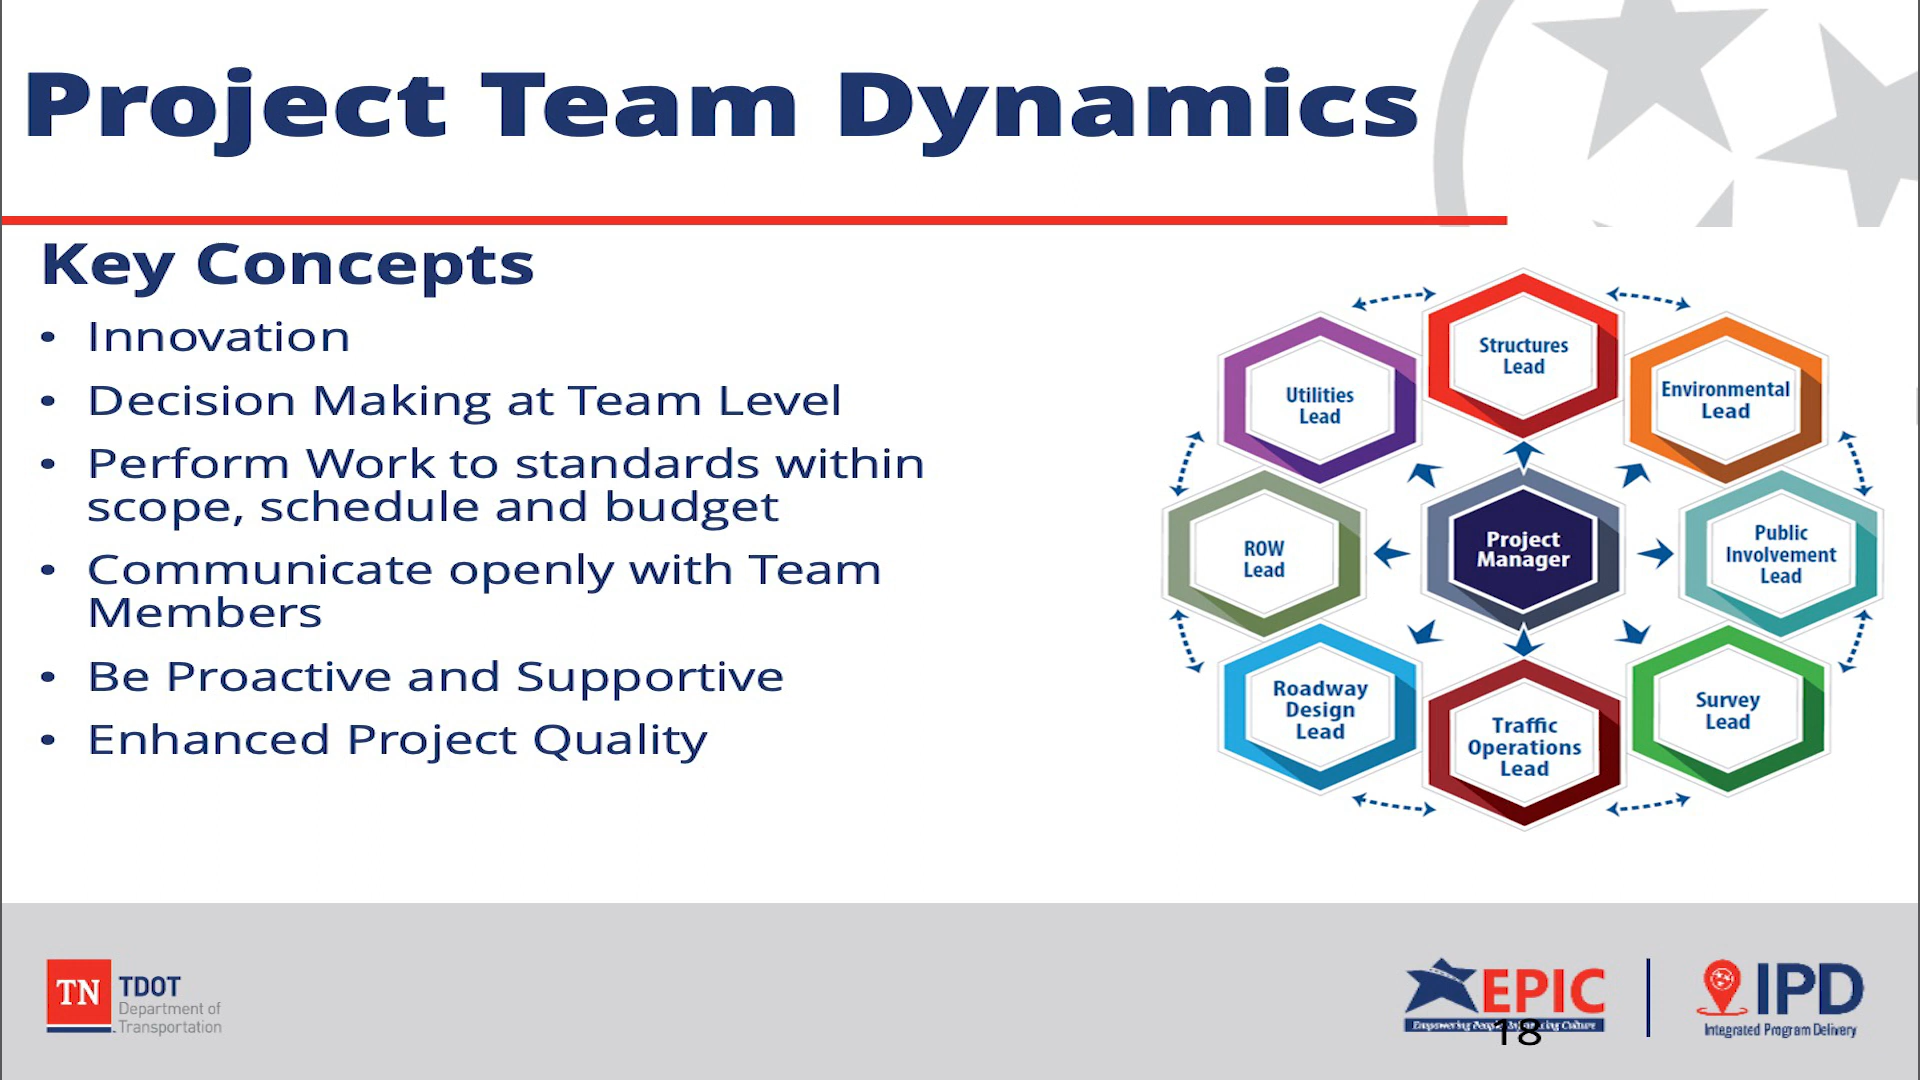 Project Team Dynamics
Key Concepts
• Innovation
• Decision Making at Team Level
• Perform Work to standards within
scope, schedule and budget
• Communicate openly with Team
Members
• Be Proactive and Supportive
• Enhanced Project Quality
Structures
Lead
Utilities
Lead
Environmental
Lead
ROW
Lead
Project
Manager
Public
Involvement
Lead
Roadway
Design
Lead
Traffic
Operations
Lead
Survey
Lead
TN
TDOT
Department of
Transportation
EPIC
Empowering
Culture
18
IPD
Integrated Program Delivery